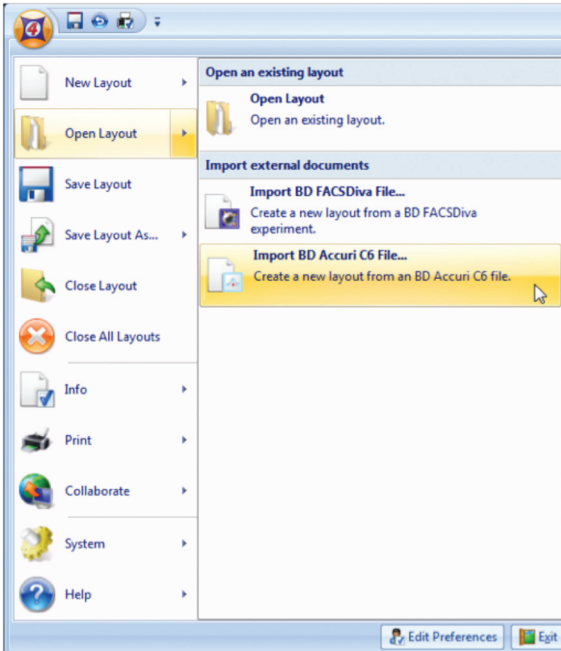 4
New Layout
Open Layout
Save Layout
Save Layout As...
Close Layout
Close All Layouts
Info
Print
Collaborate
System
Help
Open an existing layout
Open Layout
Open an existing layout.
Import external documents
Import BD FACSDiva File...
Create a new layout from a BD FACSDiva
experiment.
Import BD Accuri C6 File...
Create a new layout from an BD Accuri C6 file.
Edit Preferences
Exit